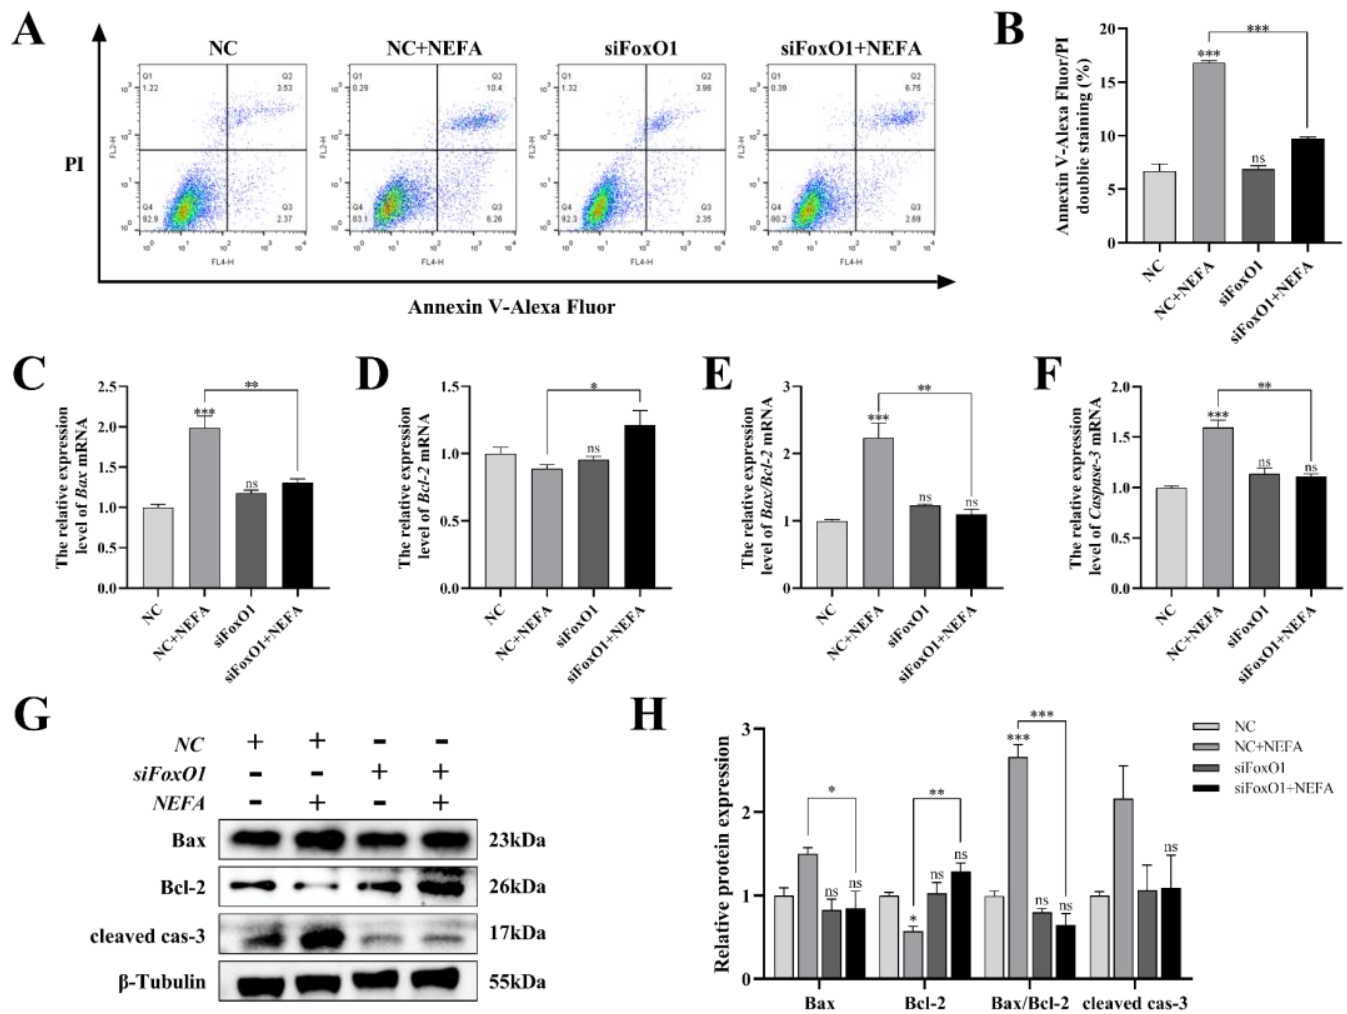 A
NC
NC+NEFA
siFoxO1
siFoxO1+NEFA
PI
Q1
1.22
Q2
3.53
Q4
92.9
Q3
2.37
FL2-H
FL4-H
Q1
0.29
Q2
10.4
Q4
83.1
Q3
6.26
FL2-H
FL4-H
Q1
1.32
Q2
3.98
Q4
92.3
Q3
2.35
FL2-H
FL4-H
Q1
0.39
Q2
6.75
Q4
90.2
Q3
2.69
FL2-H
FL4-H
Annexin V-Alexa Fluor
B
Annexin V-Alexa Fluor/PI
doublic staining (%)
20
15
10
5
0
***
***
ns
NC
NC+NEFA
siFoxO1
siFoxO1+NEFA
C
The relative expression
level of Bax mRNA
2.5
2.0
1.5
1.0
0.5
0.0
**
***
ns
NC
NC+NEFA
siFoxO1
siFoxO1+NEFA
D
The relative expression
level of Bcl-2 mRNA
1.5
1.0
0.5
0.0
*
ns
NC
NC+NEFA
siFoxO1
siFoxO1+NEFA
E
The relative expression
level of Bax/Bcl-2 mRNA
3
2
1
0
**
***
ns
ns
NC
NC+NEFA
siFoxO1
siFoxO1+NEFA
F
The relative expression
level of Caspase-3 mRNA
2.0
1.5
1.0
0.5
0.0
**
***
ns
ns
NC
NC+NEFA
siFoxO1
siFoxO1+NEFA
G
NC + + - -
siFoxO1 - - + +
NEFA - + - +
Bax 23kDa
Bcl-2 26kDa
cleaved cas-3 17kDa
β-Tubulin 55kDa
H
Relative protein expression
3
2
1
0
*
ns
ns
**
*
ns
ns
***
***
ns
ns
ns
Bax
Bcl-2
Bax/Bcl-2
cleaved cas-3
NC
NC+NEFA
siFoxO1
siFoxO1+NEFA